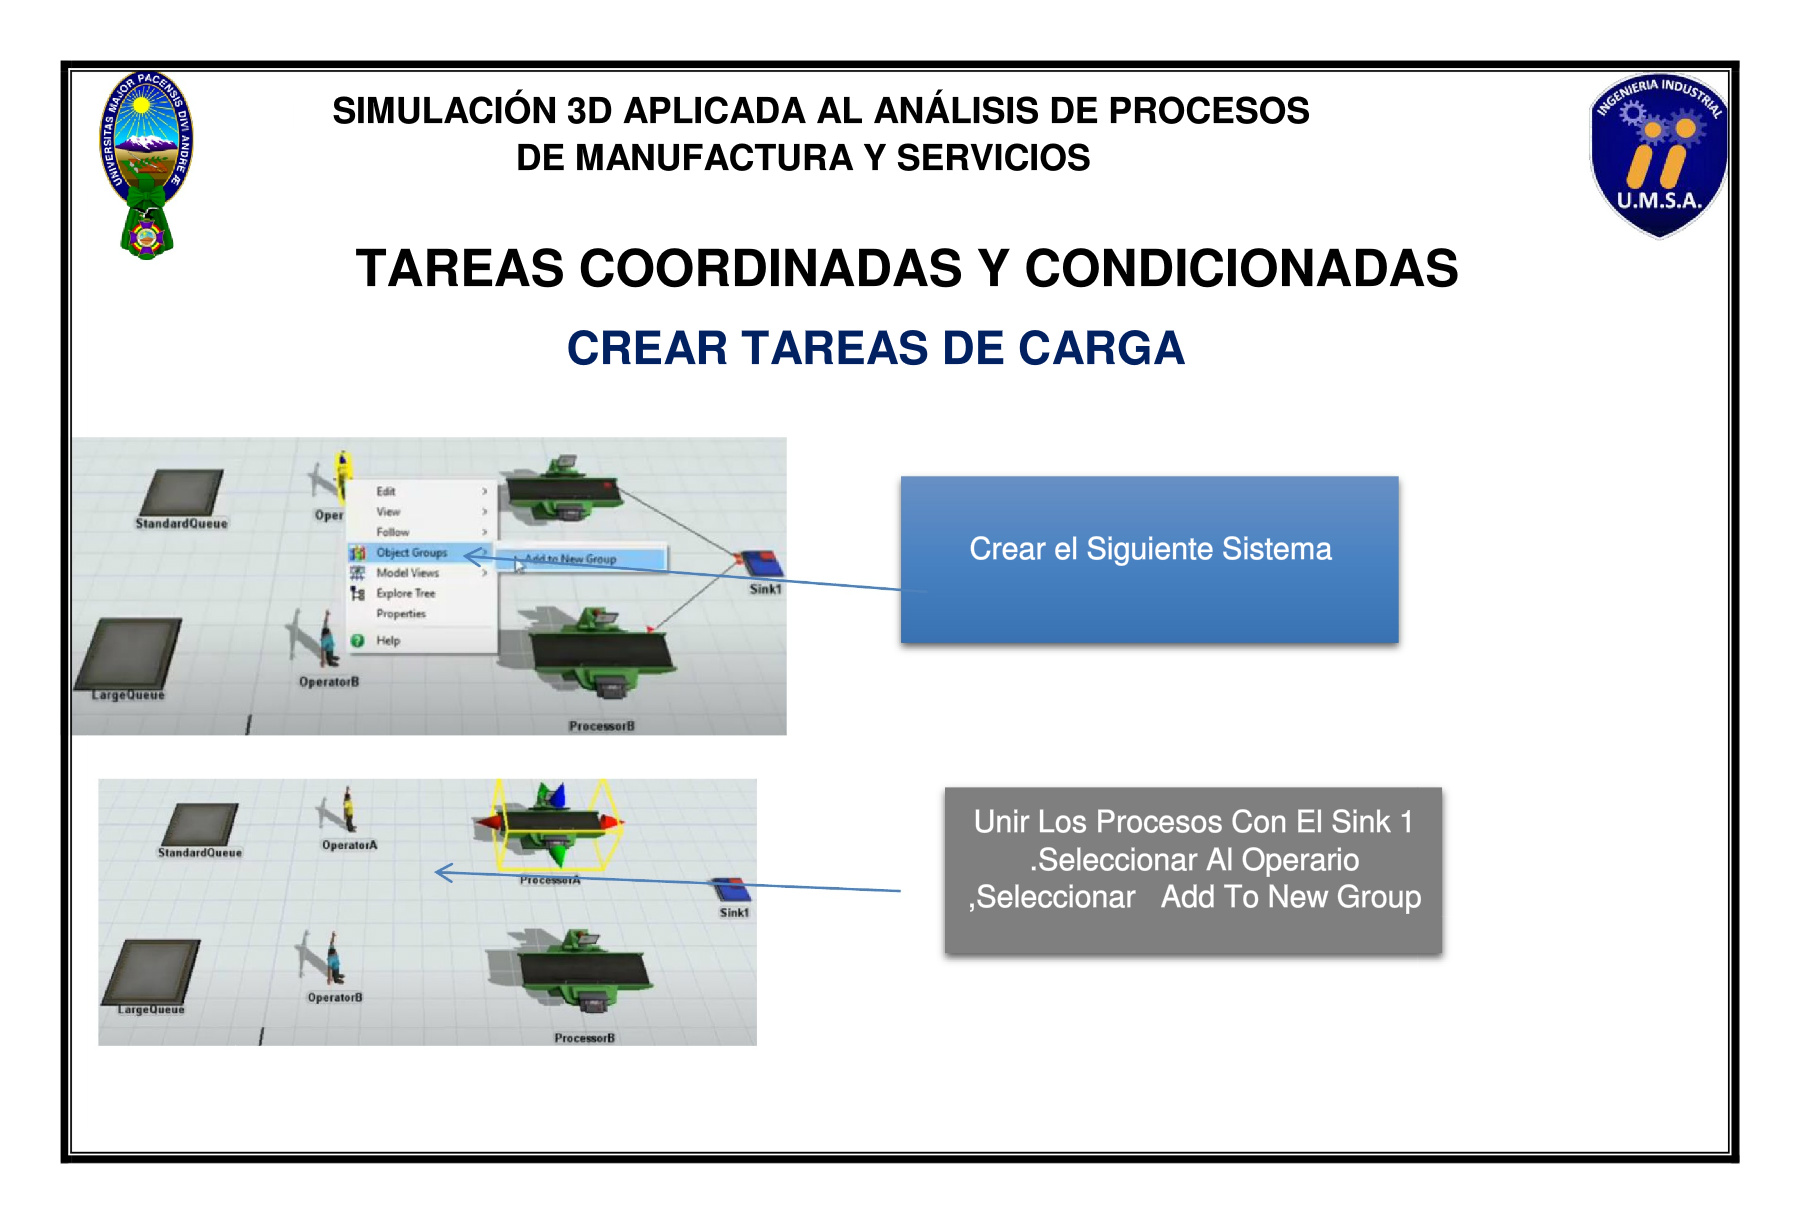 UNIVERSITAS MAJOR PACENSIS DIVI ANDRE Æ
SIMULACIÓN 3D APLICADA AL ANÁLISIS DE PROCESOS
DE MANUFACTURA Y SERVICIOS
INGENIERIA INDUSTRIAL
U.M.S.A.
TAREAS COORDINADAS Y CONDICIONADAS
CREAR TAREAS DE CARGA
StandardQueue
Oper
Edit
View
Follow
Object Groups
Add to New Group
Model Views
Explore Tree
Properties
Help
Sink1
LargeQueue
OperatorB
ProcessorB
Crear el Siguiente Sistema
StandardQueue
OperatorA
ProcessorA
Sink1
LargeQueue
OperatorB
ProcessorB
Unir Los Procesos Con El Sink 1
.Seleccionar Al Operario
,Seleccionar Add To New Group